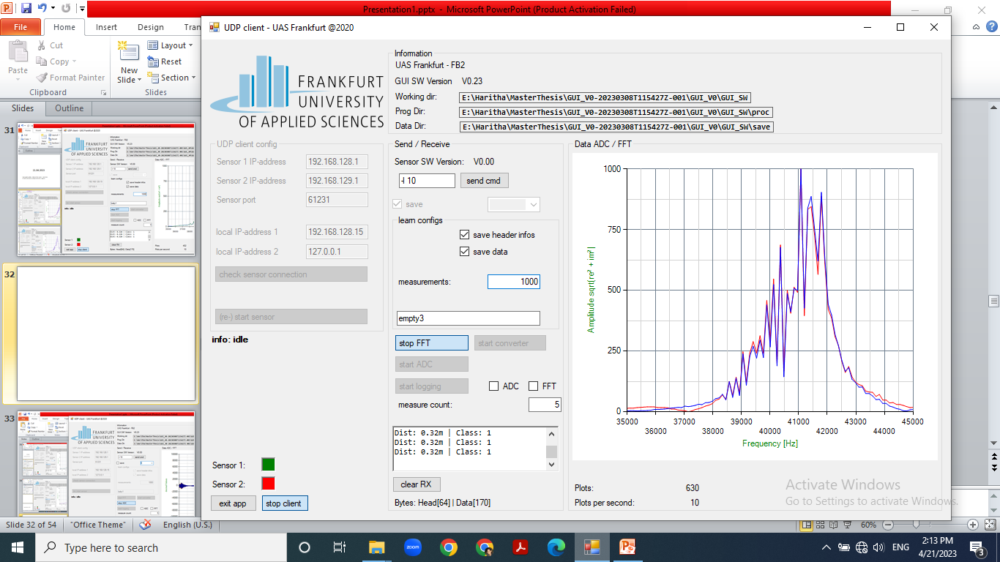 Presentation1.pptx - Microsoft PowerPoint (Product Activation Failed)
File Home Insert Design Tran
Paste
Cut
Copy
Format Painter
Clipboard
New
Slide
Layout
Reset
Section
Slides
Slides Outline
31
32
33
UDP client - UAS Frankfurt @2020
FRANKFURT
UNIVERSITY
OF APPLIED SCIENCES
Information
UAS Frankfurt - FB2
GUI SW Version V0.23
Working dir: E:\Haritha\MasterThesis\GUI_V0-20230308T115427Z-001\GUI_V0\GUI_SW
Prog Dir: E:\Haritha\MasterThesis\GUI_V0-20230308T115427Z-001\GUI_V0\GUI_SW\proc
Data Dir: E:\Haritha\MasterThesis\GUI_V0-20230308T115427Z-001\GUI_V0\GUI_SW\save
UDP client config
Sensor 1 IP-address 192.168.128.1
Sensor 2 IP-address 192.168.129.1
Sensor port 61231
local IP-address 1 192.168.128.15
local IP-address 2 127.0.0.1
check sensor connection
(re-) start sensor
info: idle
Sensor 1:
Sensor 2:
exit app stop client
Send / Receive
Sensor SW Version: V0.00
-l 10 send cmd
save
learn configs
save header infos
save data
measurements: 1000
empty3
stop FFT start converter
start ADC
start logging ADC FFT
measure count: 5
Dist: 0.32m | Class: 1
Dist: 0.32m | Class: 1
Dist: 0.32m | Class: 1
clear RX
Bytes: Head[64] | Data[170]
Data ADC / FFT
Amplitude sqrt(re² + im²|
1000
750
500
250
0
35000 37000 39000 41000 43000 45000
36000 38000 40000 42000 44000
Frequency [Hz]
Plots: 630
Plots per second: 10
Activate Windows
Go to Settings to activate Windows.
Slide 32 of 54 "Office Theme" English (U.S.) 60%
Type here to search
zoom
ENG
2:13 PM
4/21/2023
3